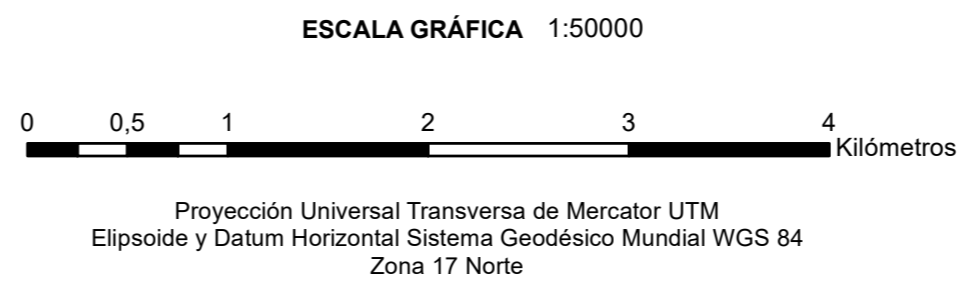 ESCALA GRÁFICA 1:50000
0 0,5 1 2 3 4
Kilómetros
Proyección Universal Transversa de Mercator UTM
Elipsoide y Datum Horizontal Sistema Geodésico Mundial WGS 84
Zona 17 Norte